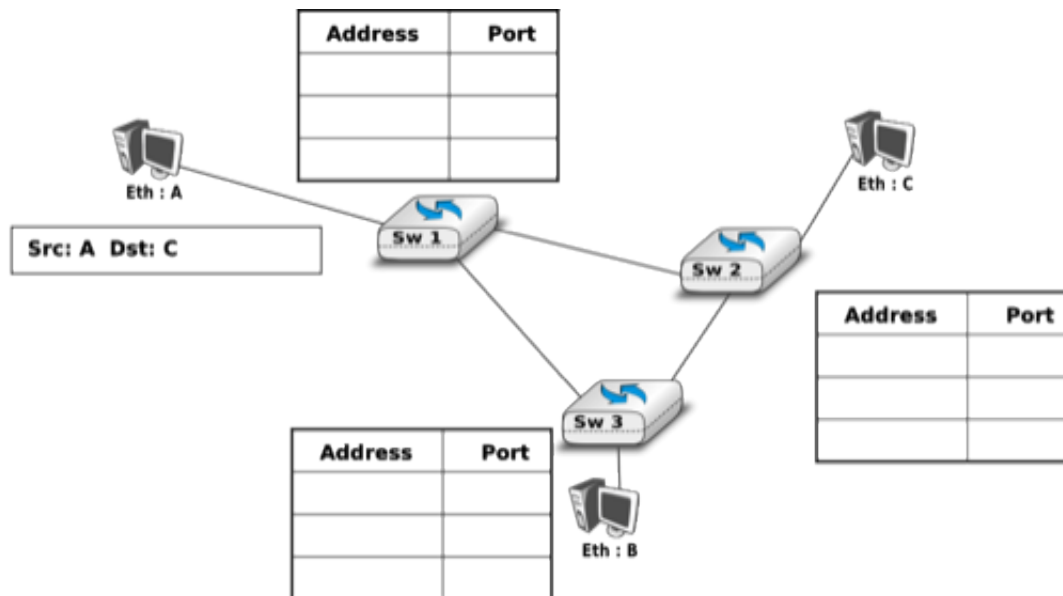 Address Port
Eth : A
Eth : C
Src: A Dst: C
Sw 1
Sw 2
Address Port
Sw 3
Address Port
Eth : B